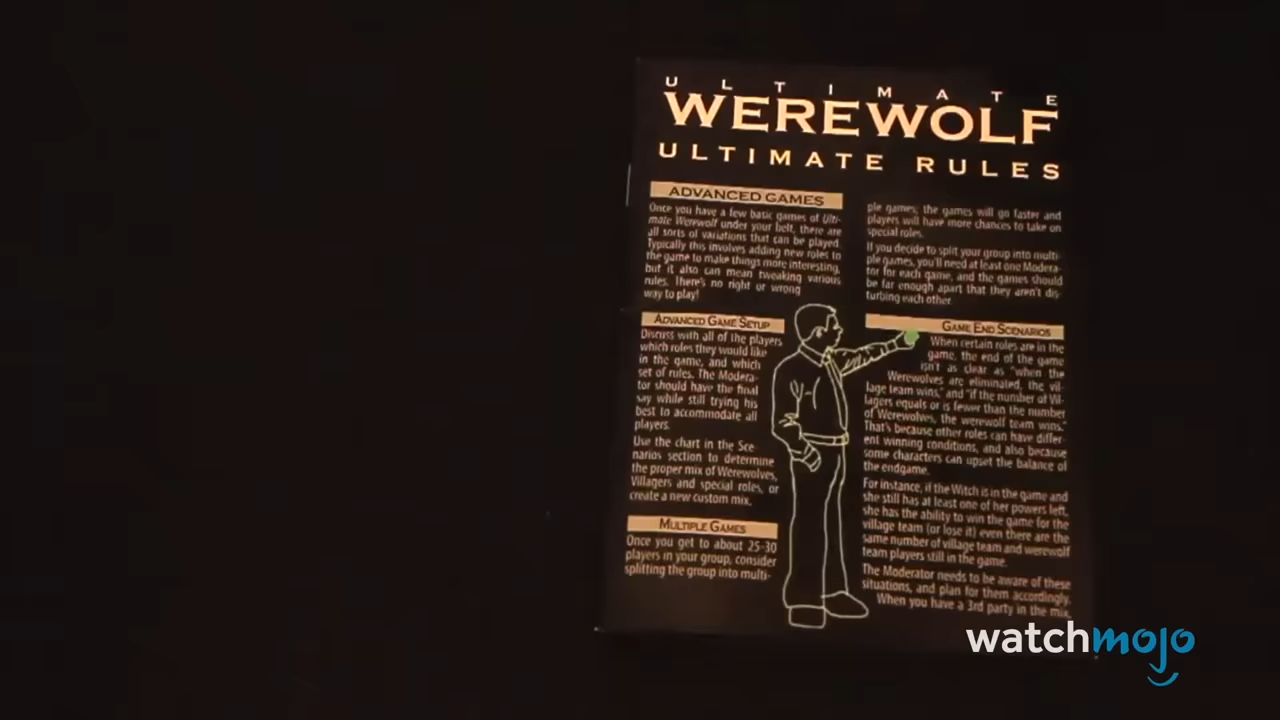 ULTIMATE
WEREWOLF
ULTIMATE RULES
ADVANCED GAMES
Once you have a few basic games of Ulti-
mate Werewolf under your belt, there are
all sorts of variations that can be played.
Typically this involves adding new roles to
the game to make things more interesting,
but it also can mean tweaking various
rules. There's no right or wrong
way to play!
ADVANCED GAME SETUP
Discuss with all of the players
which roles they would like
in the game, and which
set of rules. The Modera-
tor should have the final
say while still trying his
best to accommodate all
players.
Use the chart in the Sce-
narios section to determine
the proper mix of Werewolves,
Villagers and special roles, or
create a new custom mix.
MULTIPLE GAMES
Once you get to about 25-30
players in your group, consider
splitting the group into multi-
ple games; the games will go faster and
players will have more chances to take on
special roles.
If you decide to split your group into multi-
ple games, you'll need at least one Modera-
tor for each game, and the games should
be far enough apart that they aren't dis-
turbing each other.
GAME END SCENARIOS
When certain roles are in the
game, the end of the game
isn't as clear as "when the
Werewolves are eliminated, the vil-
lage team wins," and "if the number of Vil-
lagers equals or is fewer than the number
of Werewolves, the werewolf team wins."
That's because other roles can have differ-
ent winning conditions, and also because
some characters can upset the balance of
the endgame.
For instance, if the Witch is in the game and
she still has at least one of her powers left,
she has the ability to win the game for the
village team (or lose it) even there are the
same number of village team and werewolf
team players still in the game.
The Moderator needs to be aware of these
situations, and plan for them accordingly.
When you have a 3rd party in the mix,
watchmojo